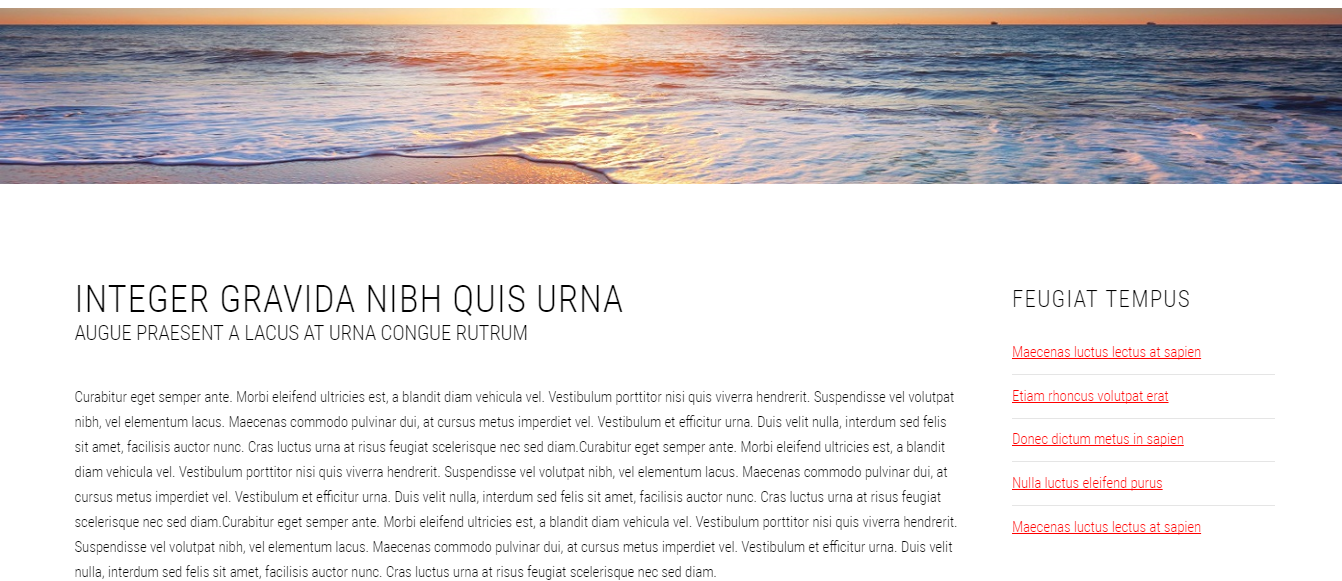 INTEGER GRAVIDA NIBH QUIS URNA
AUGUE PRAESENT A LACUS AT URNA CONGUE RUTRUM
Curabitur eget semper ante. Morbi eleifend ultricies est, a blandit diam vehicula vel. Vestibulum porttitor nisi quis viverra hendrerit. Suspendisse vel volutpat
nibh, vel elementum lacus. Maecenas commodo pulvinar dui, at cursus metus imperdiet vel. Vestibulum et efficitur urna. Duis velit nulla, interdum sed felis
sit amet, facilisis auctor nunc. Cras luctus urna at risus feugiat scelerisque nec sed diam.Curabitur eget semper ante. Morbi eleifend ultricies est, a blandit
diam vehicula vel. Vestibulum porttitor nisi quis viverra hendrerit. Suspendisse vel volutpat nibh, vel elementum lacus. Maecenas commodo pulvinar dui, at
cursus metus imperdiet vel. Vestibulum et efficitur urna. Duis velit nulla, interdum sed felis sit amet, facilisis auctor nunc. Cras luctus urna at risus feugiat
scelerisque nec sed diam.Curabitur eget semper ante. Morbi eleifend ultricies est, a blandit diam vehicula vel. Vestibulum porttitor nisi quis viverra hendrerit.
Suspendisse vel volutpat nibh, vel elementum lacus. Maecenas commodo pulvinar dui, at cursus metus imperdiet vel. Vestibulum et efficitur urna. Duis velit
nulla, interdum sed felis sit amet, facilisis auctor nunc. Cras luctus urna at risus feugiat scelerisque nec sed diam.
FEUGIAT TEMPUS
Maecenas luctus lectus at sapien
Etiam rhoncus volutpat erat
Donec dictum metus in sapien
Nulla luctus eleifend purus
Maecenas luctus lectus at sapien